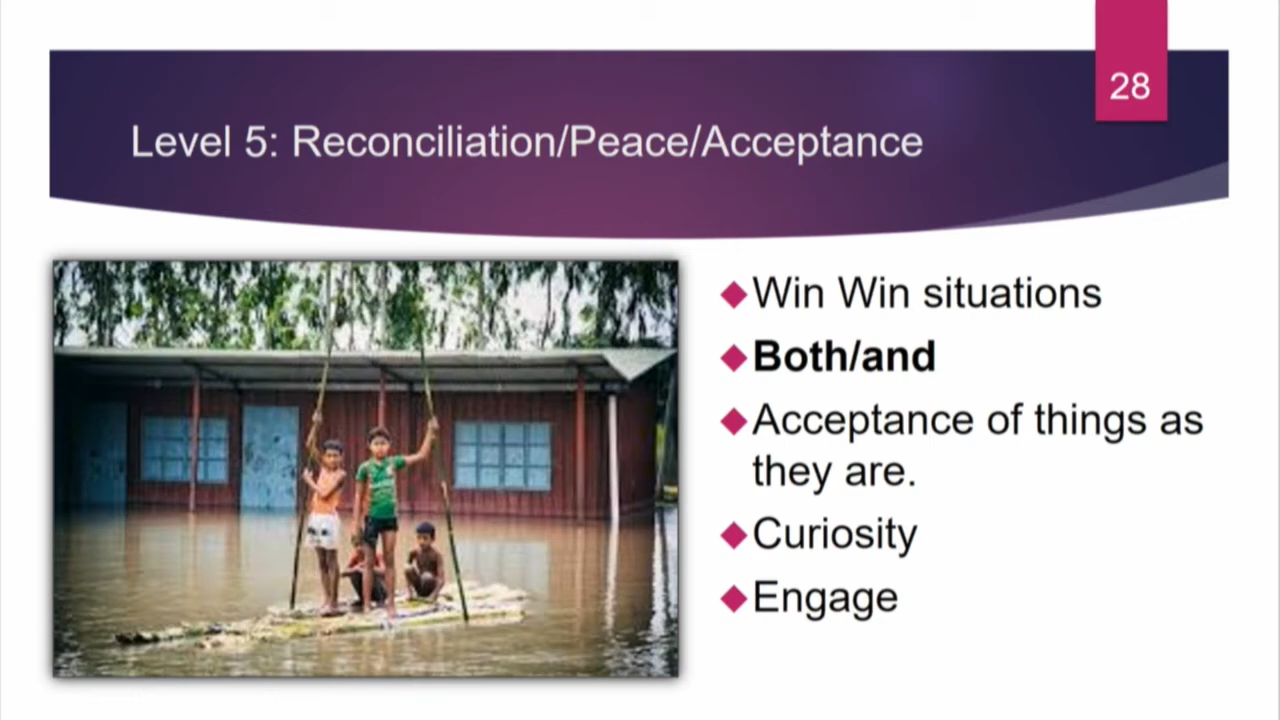 28
Level 5: Reconciliation/Peace/Acceptance
Win Win situations
Both/and
Acceptance of things as
they are.
Curiosity
Engage